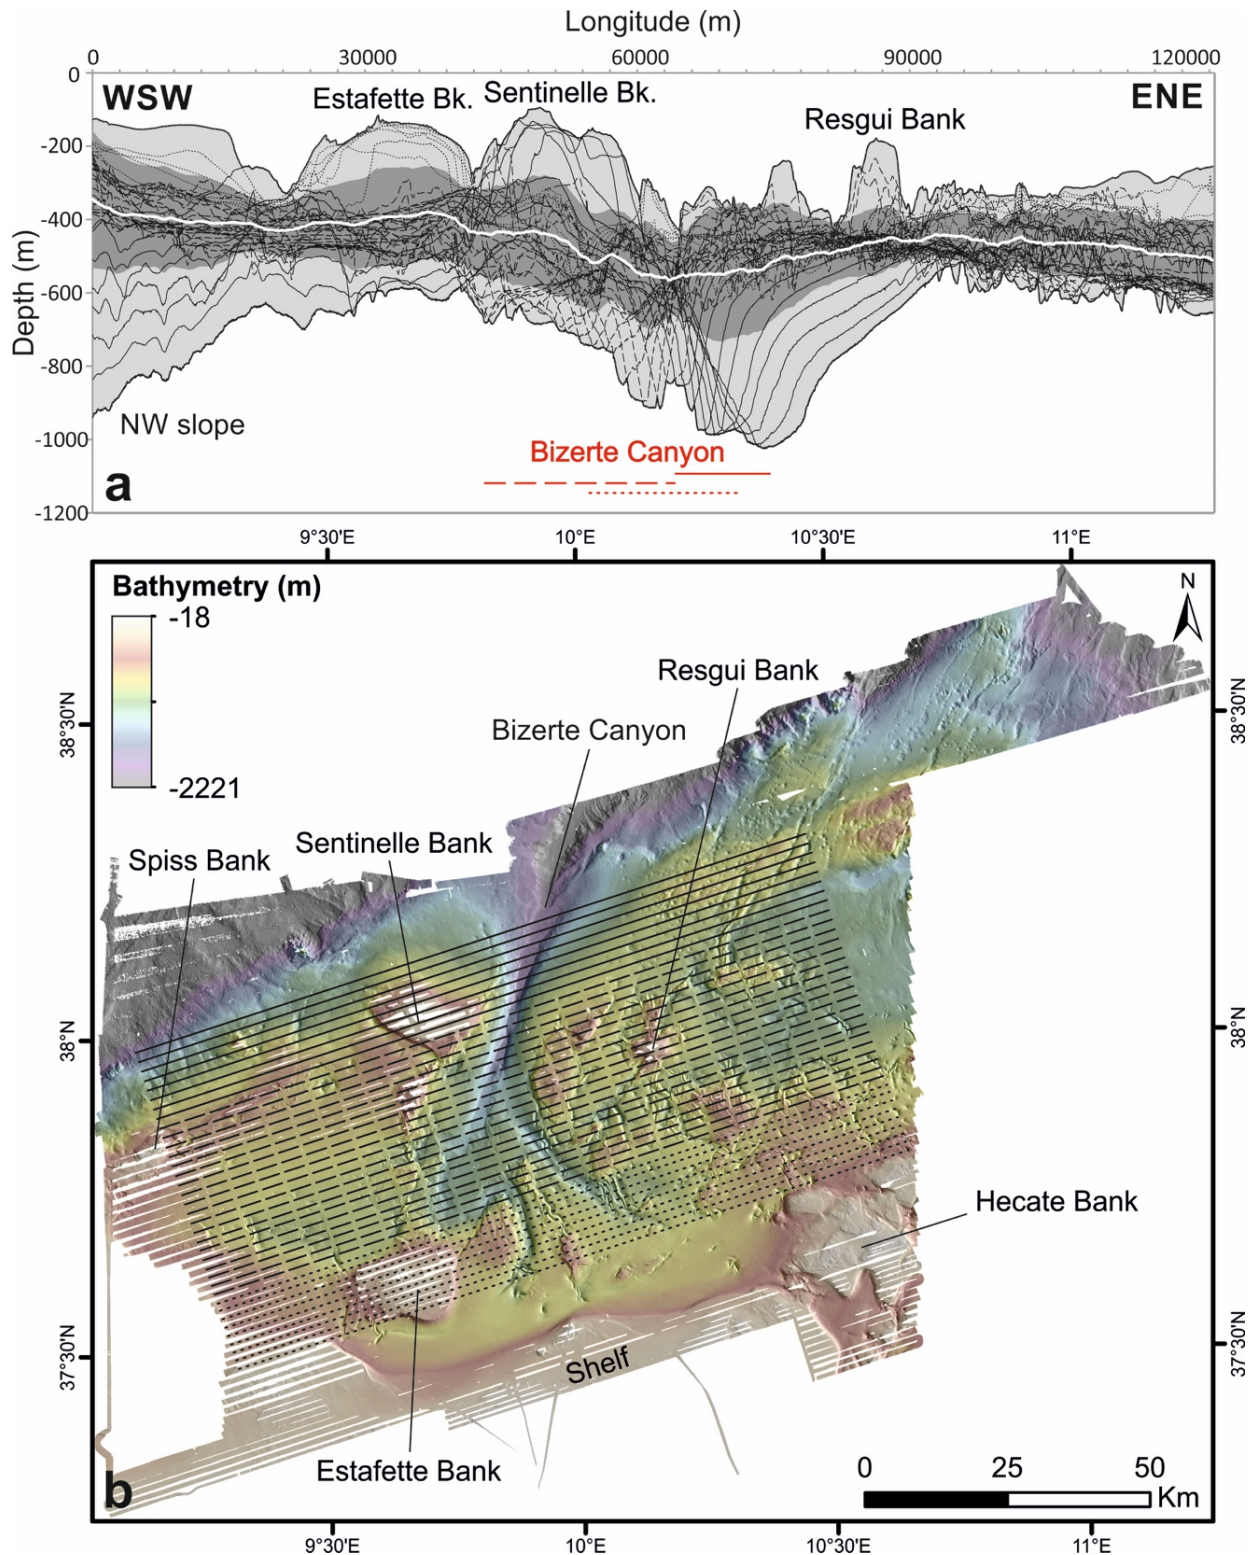 Longitude (m)
0 30000 60000 90000 120000
0
WSW Estafette Bk. Sentinelle Bk. Resgui Bank ENE
-200
-400
-600
-800
-1000
-1200
Depth (m)
NW slope
Bizerte Canyon
a
9°30'E 10°E 10°30'E 11°E
Bathymetry (m)
-18
-2221
N
Resgui Bank
Bizerte Canyon
38°30'N 38°30'N
Sentinelle Bank
Spiss Bank
38°N 38°N
Hecate Bank
37°30'N 37°30'N
Shelf
Estafette Bank
b
0 25 50
Km
9°30'E 10°E 10°30'E 11°E